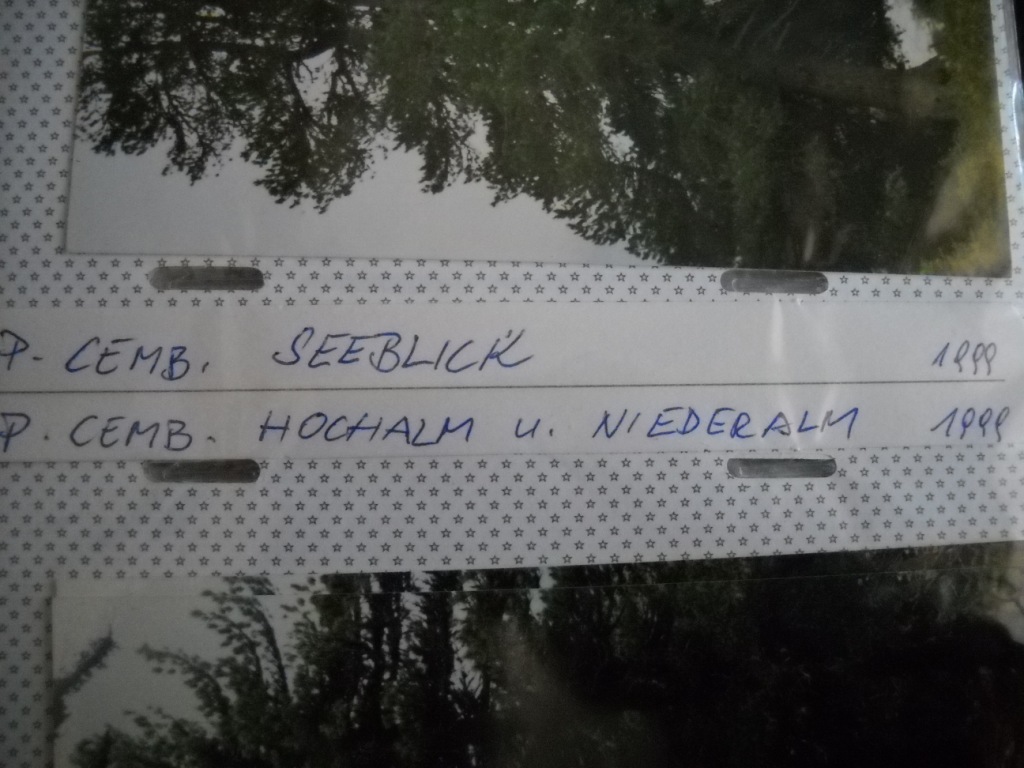 P. CEMB. SEEBLICK 1999
P. CEMB. HOCHALM u. NIEDERALM 1999